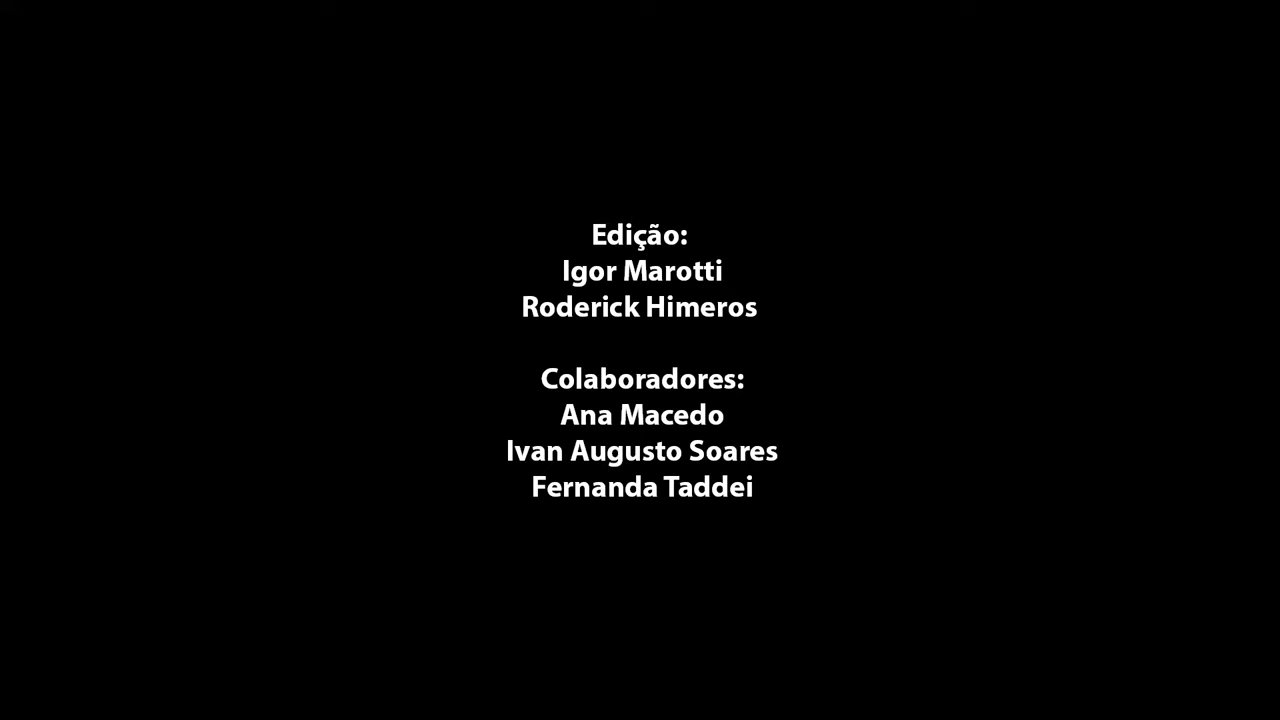 Edição:
Igor Marotti
Roderick Himeros
Colaboradores:
Ana Macedo
Ivan Augusto Soares
Fernanda Taddei